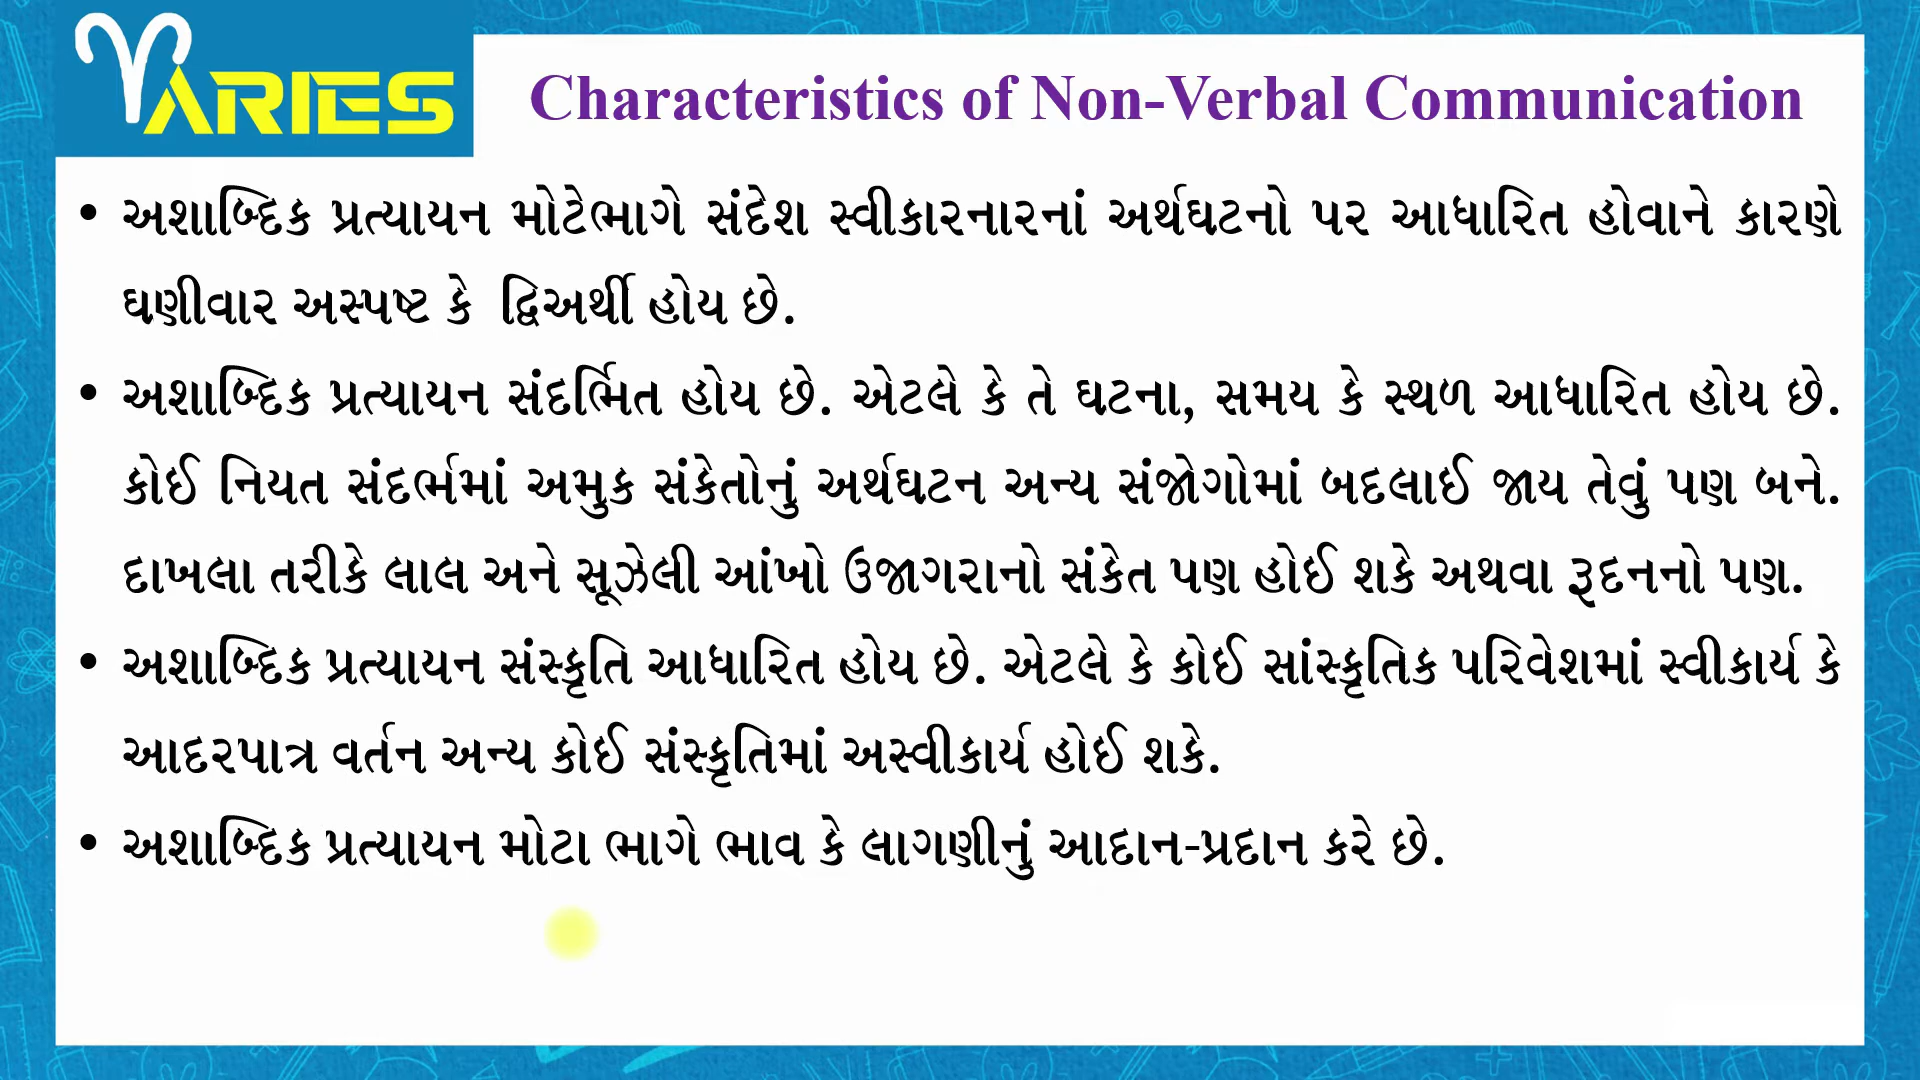 ARIES
Characteristics of Non-Verbal Communication
• અશાબ્દિક પ્રત્યાયન મોટેભાગે સંદેશ સ્વીકારનારનાં અર્થઘટનો પર આધારિત હોવાને કારણે
ઘણીવાર અસ્પષ્ટ કે દ્વિઅર્થી હોય છે.
• અશાબ્દિક પ્રત્યાયન સંદર્ભિત હોય છે. એટલે કે તે ઘટના, સમય કે સ્થળ આધારિત હોય છે.
કોઈ નિયત સંદર્ભમાં અમુક સંકેતોનું અર્થઘટન અન્ય સંજોગોમાં બદલાઈ જાય તેવું પણ બને.
દાખલા તરીકે લાલ અને સૂઝેલી આંખો ઉજાગરાનો સંકેત પણ હોઈ શકે અથવા રૂદનનો પણ.
• અશાબ્દિક પ્રત્યાયન સંસ્કૃતિ આધારિત હોય છે. એટલે કે કોઈ સાંસ્કૃતિક પરિવેશમાં સ્વીકાર્ય કે
આદરપાત્ર વર્તન અન્ય કોઈ સંસ્કૃતિમાં અસ્વીકાર્ય હોઈ શકે.
• અશાબ્દિક પ્રત્યાયન મોટા ભાગે ભાવ કે લાગણીનું આદાન-પ્રદાન કરે છે.